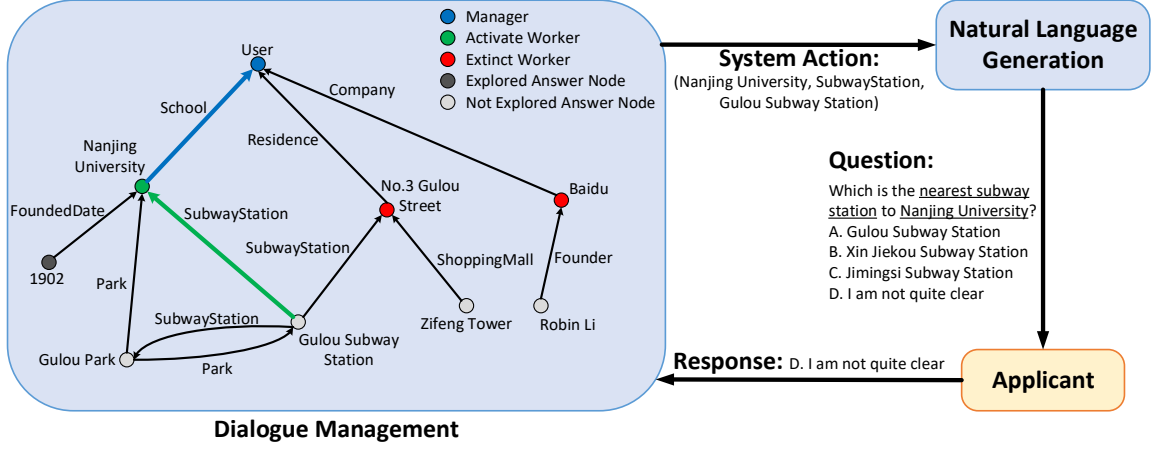 User
Manager
Activate Worker
Extinct Worker
Explored Answer Node
Not Explored Answer Node
School
Company
Residence
Nanjing
University
No.3 Gulou
Street
Baidu
FoundedDate
SubwayStation
SubwayStation
ShoppingMall
Founder
1902
Park
SubwayStation
Zifeng Tower
Robin Li
Gulou Subway
Station
Gulou Park
Park
Dialogue Management
System Action:
(Nanjing University, SubwayStation,
Gulou Subway Station)
Natural Language
Generation
Question:
Which is the nearest subway
station to Nanjing University?
A. Gulou Subway Station
B. Xin Jiekou Subway Station
C. Jimingsi Subway Station
D. I am not quite clear
Response: D. I am not quite clear
Applicant